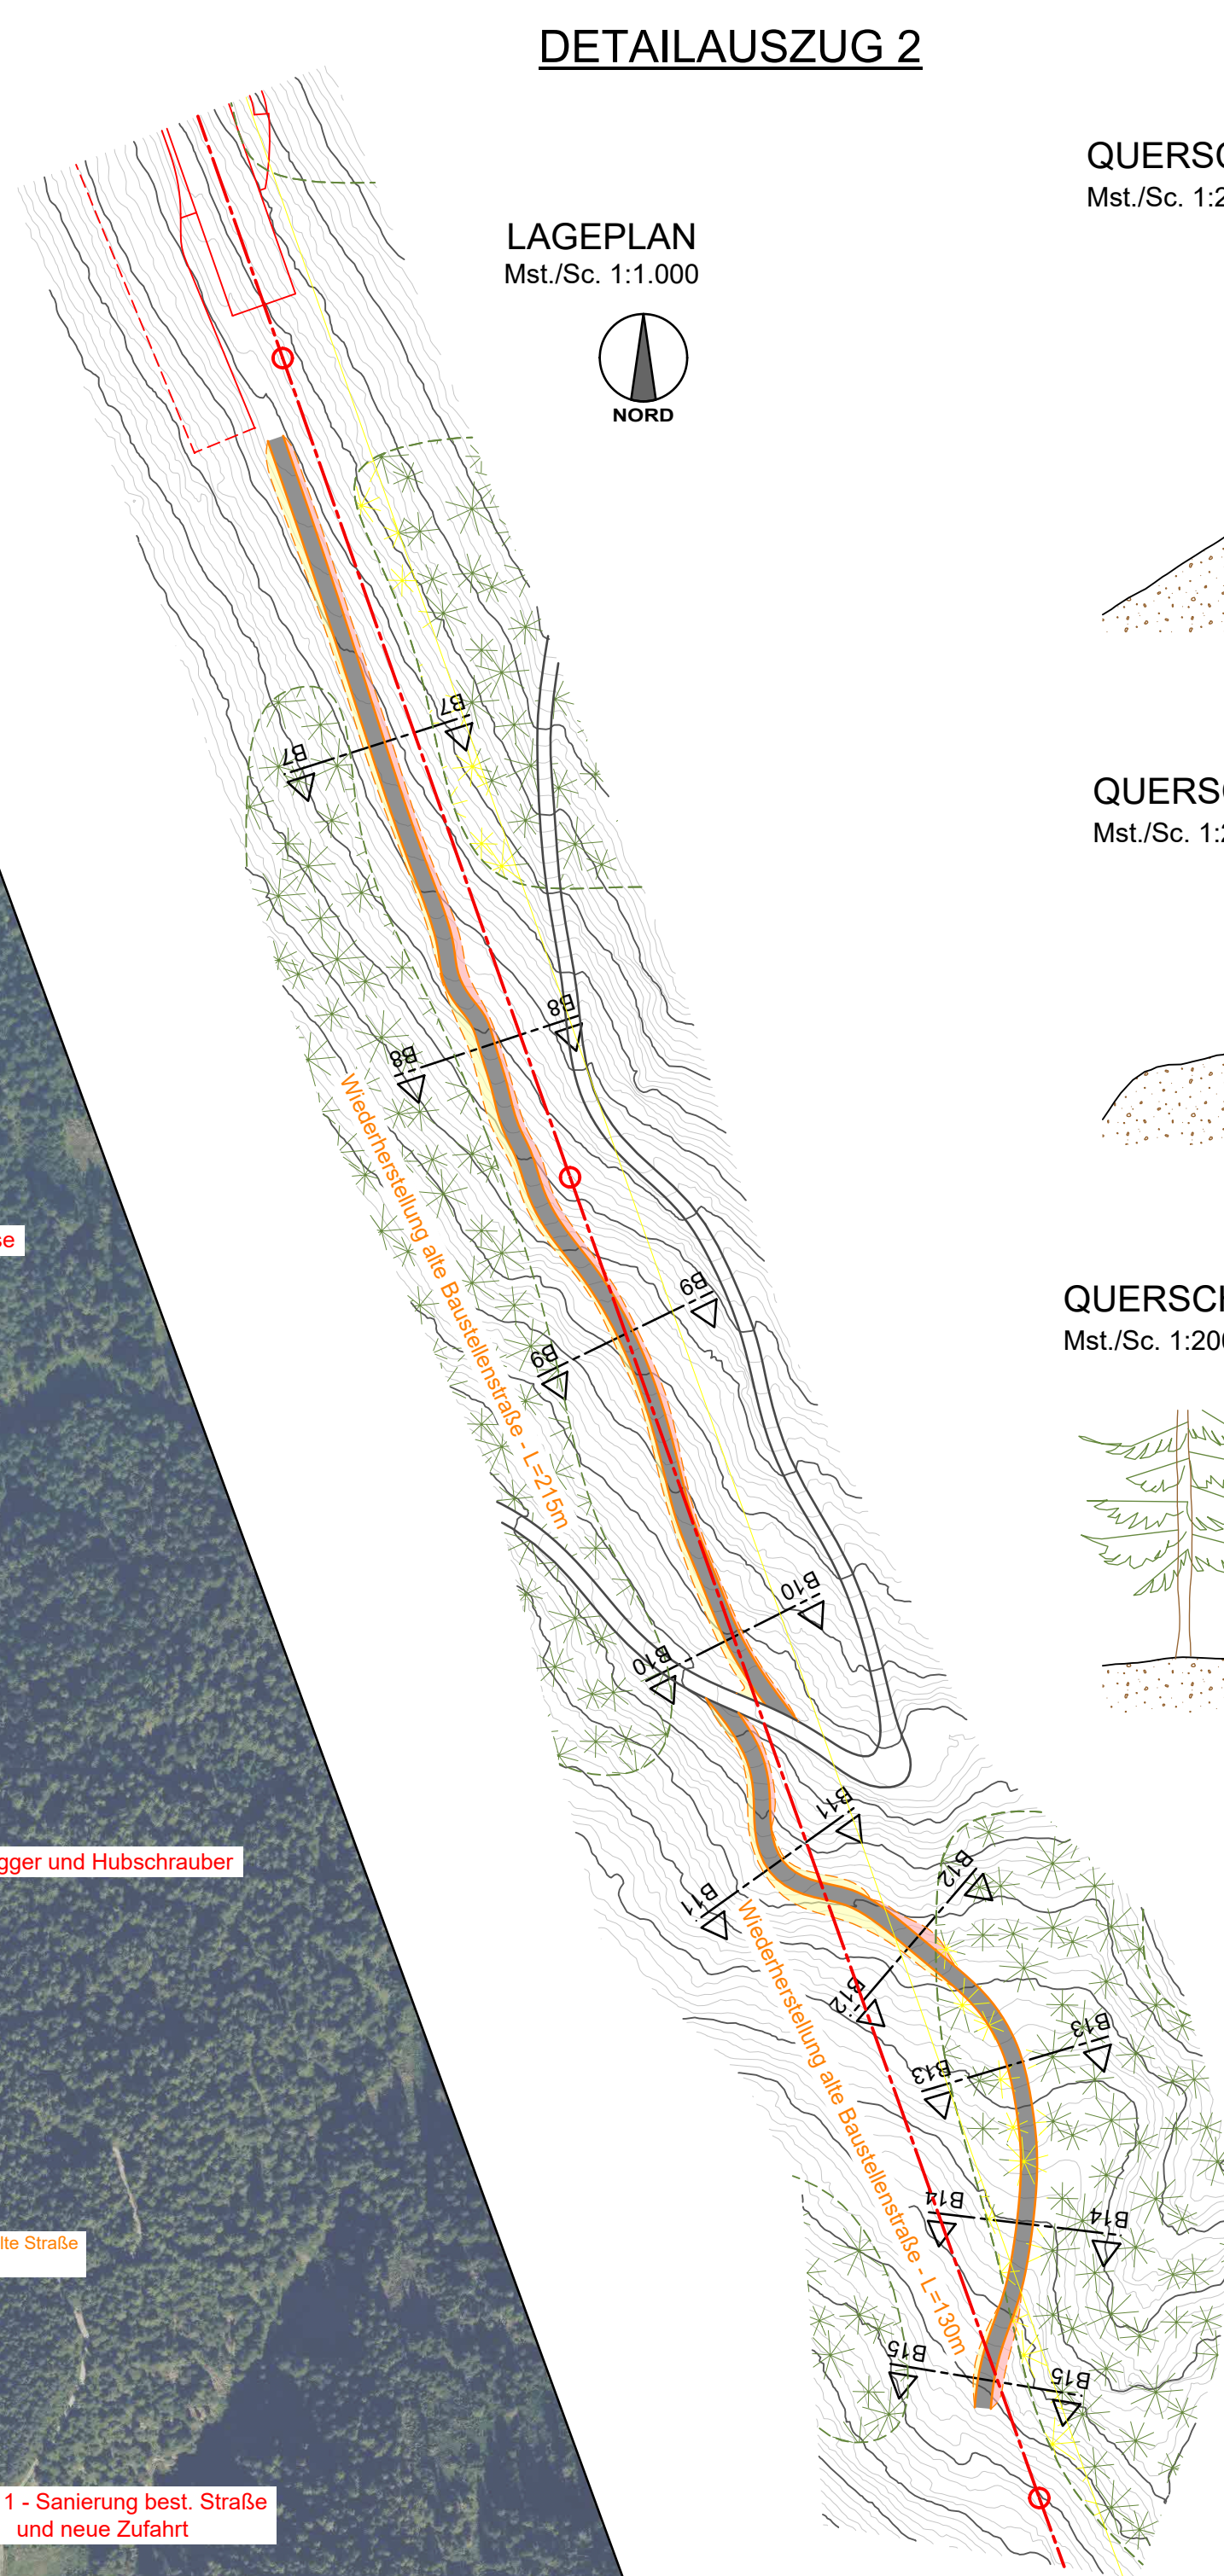 DETAILAUSZUG 2
LAGEPLAN
Mst./Sc. 1:1.000
NORD
B7
B7
B8
B8
Wiederherstellung alte Baustellenstraße - L=215m
B9
B9
B10
B10
B11
B11
B12
B12
Wiederherstellung alte Baustellenstraße - L=130m
B13
B13
B14
B14
B15
B15
QUERSC
Mst./Sc. 1:2
QUERSC
Mst./Sc. 1:2
QUERSCH
Mst./Sc. 1:200
se
gger und Hubschrauber
lte Straße
1 - Sanierung best. Straße
und neue Zufahrt